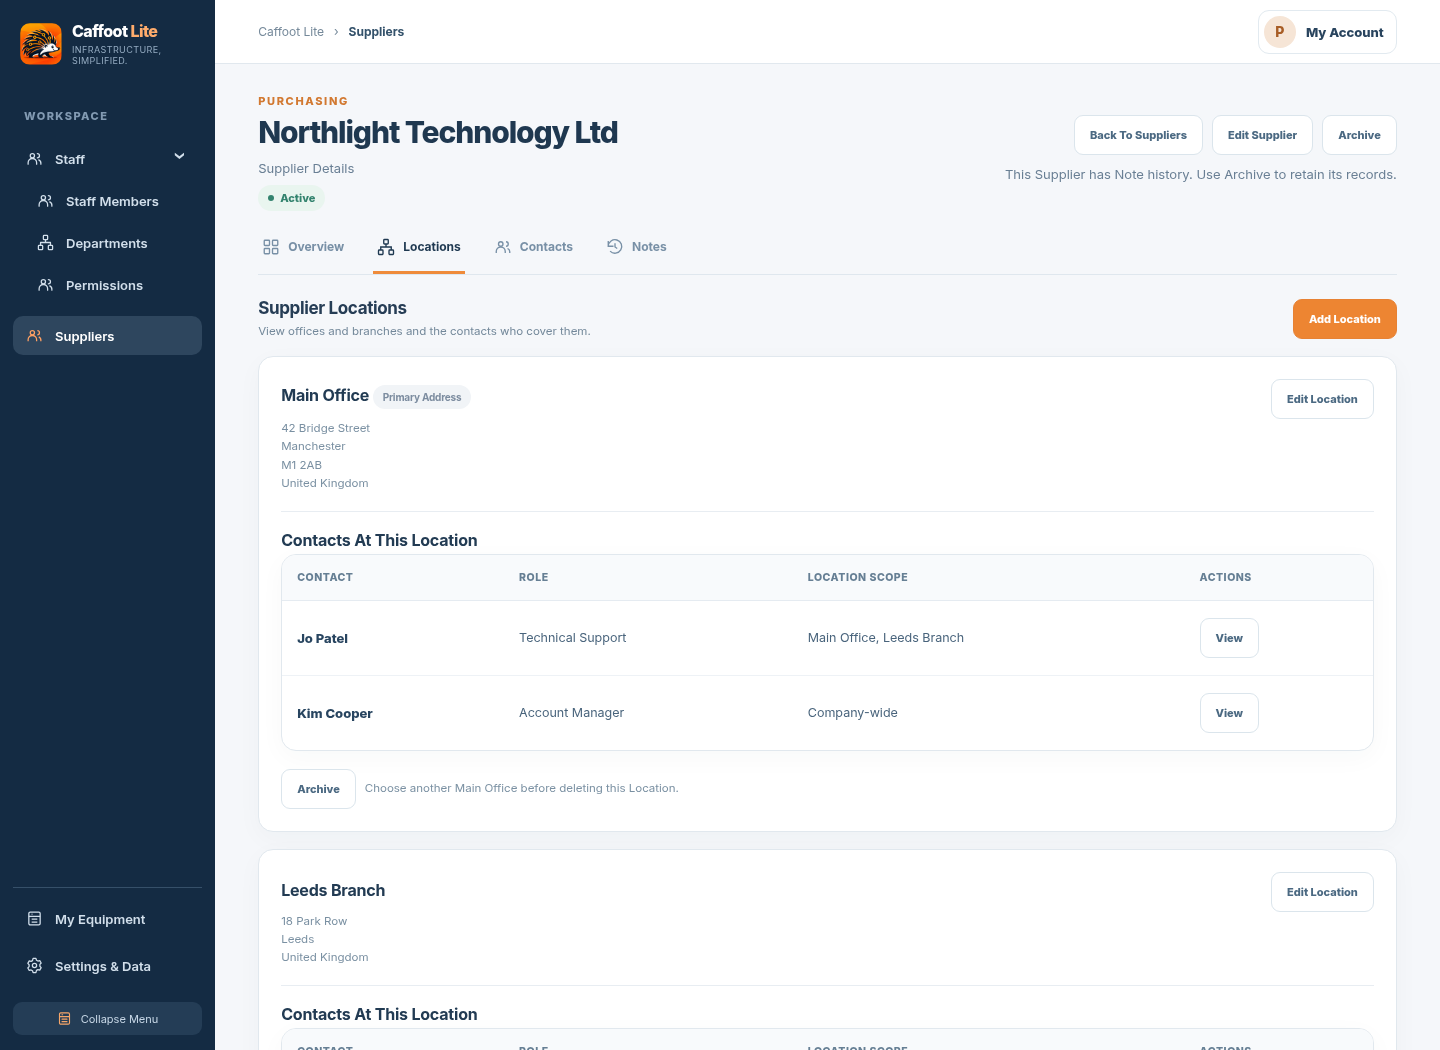 Caffoot Lite
INFRASTRUCTURE,
SIMPLIFIED.
WORKSPACE
Staff
Staff Members
Departments
Permissions
Suppliers
My Equipment
Settings & Data
Collapse Menu
Caffoot Lite › Suppliers
P My Account
PURCHASING
Northlight Technology Ltd
Supplier Details
Active
Back To Suppliers Edit Supplier Archive
This Supplier has Note history. Use Archive to retain its records.
Overview Locations Contacts Notes
Supplier Locations
View offices and branches and the contacts who cover them.
Add Location
Main Office Primary Address
Edit Location
42 Bridge Street
Manchester
M1 2AB
United Kingdom
Contacts At This Location
CONTACT ROLE LOCATION SCOPE ACTIONS
Jo Patel Technical Support Main Office, Leeds Branch View
Kim Cooper Account Manager Company-wide View
Archive Choose another Main Office before deleting this Location.
Leeds Branch
Edit Location
18 Park Row
Leeds
United Kingdom
Contacts At This Location
CONTACT ROLE LOCATION SCOPE ACTIONS